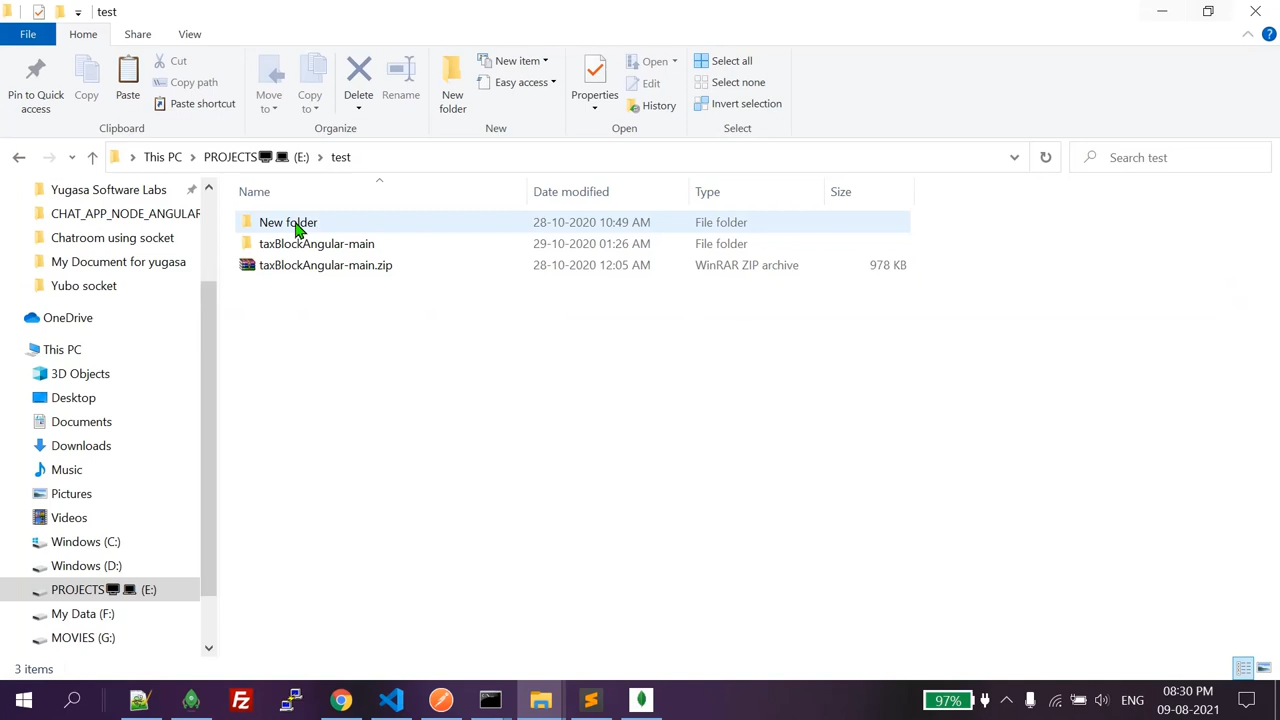 test
File Home Share View
Pin to Quick access
Copy
Paste
Cut
Copy path
Paste shortcut
Clipboard
Move to
Copy to
Delete
Rename
Organize
New folder
New item
Easy access
New
Properties
Open
Edit
History
Open
Select all
Select none
Invert selection
Select
This PC PROJECTS🖥️💻 (E:) test
Search test
Name Date modified Type Size
New folder 28-10-2020 10:49 AM File folder
taxBlockAngular-main 29-10-2020 01:26 AM File folder
taxBlockAngular-main.zip 28-10-2020 12:05 AM WinRAR ZIP archive 978 KB
Yugasa Software Labs
CHAT_APP_NODE_ANGULAR
Chatroom using socket
My Document for yugasa
Yubo socket
OneDrive
This PC
3D Objects
Desktop
Documents
Downloads
Music
Pictures
Videos
Windows (C:)
Windows (D:)
PROJECTS🖥️💻 (E:)
My Data (F:)
MOVIES (G:)
3 items
97%
ENG
08:30 PM
09-08-2021